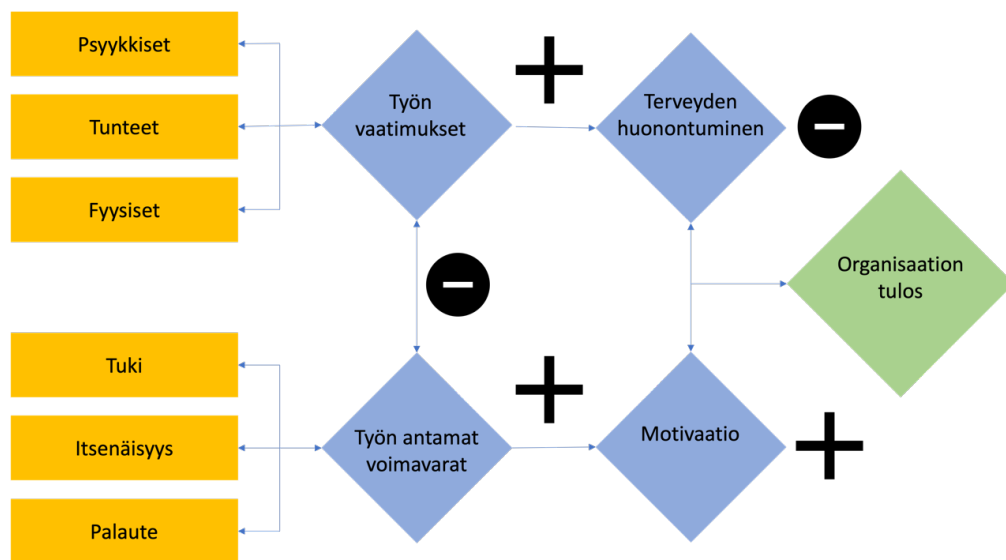 Psyykkiset
Tunteet
Fyysiset
Työn
vaatimukset
Terveyden
huonontuminen
Organisaation
tulos
Tuki
Itsenäisyys
Palaute
Työn antamat
voimavarat
Motivaatio